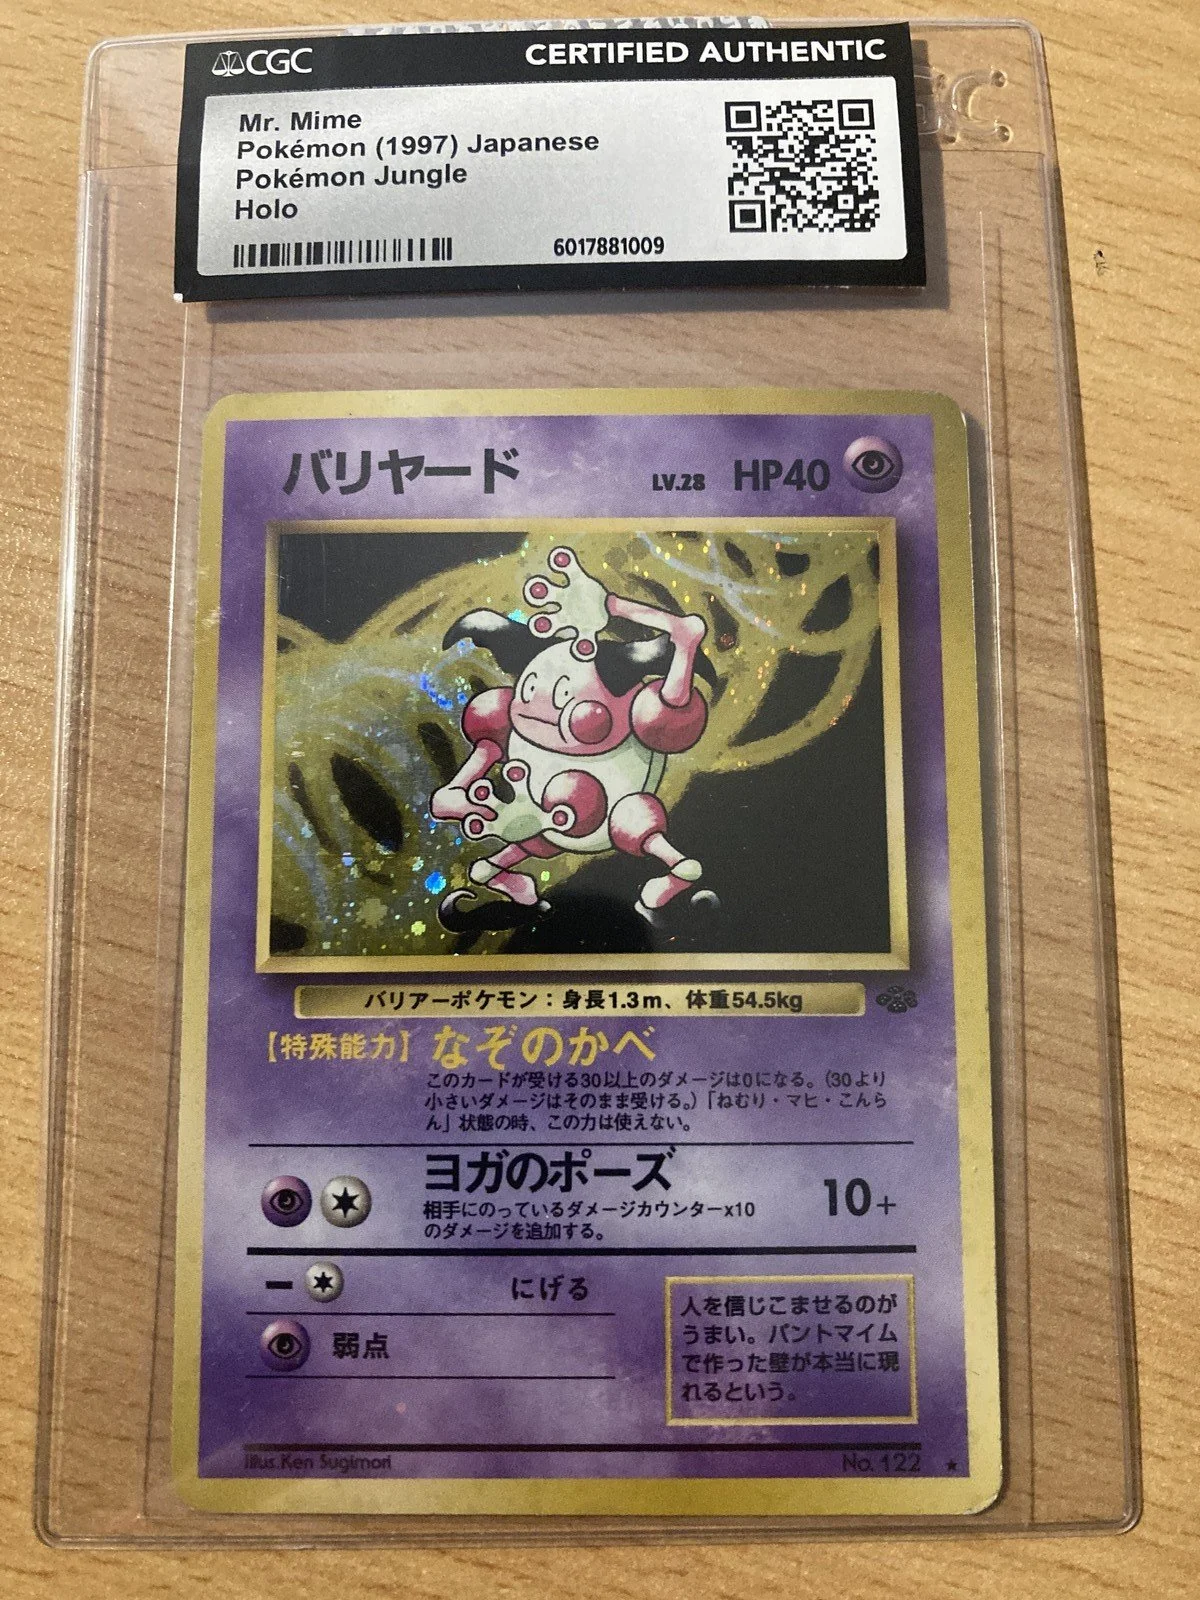 CGC
CERTIFIED AUTHENTIC
Mr. Mime
Pokémon (1997) Japanese
Pokémon Jungle
Holo
6017881009
バリヤード
LV.28 HP40
バリアーポケモン：身長1.3m、体重54.5kg
【特殊能力】なぞのかべ
このカードが受ける30以上のダメージは0になる。（30より
小さいダメージはそのまま受ける。）「ねむり・マヒ・こんら
ん」状態の時、この力は使えない。
ヨガのポーズ
10+
相手にのっているダメージカウンターx10
のダメージを追加する。
にげる
弱点
人を信じこませるのが
うまい。パントマイム
で作った壁が本当に現
れるという。
Illus.Ken Sugimori
No.122 ★